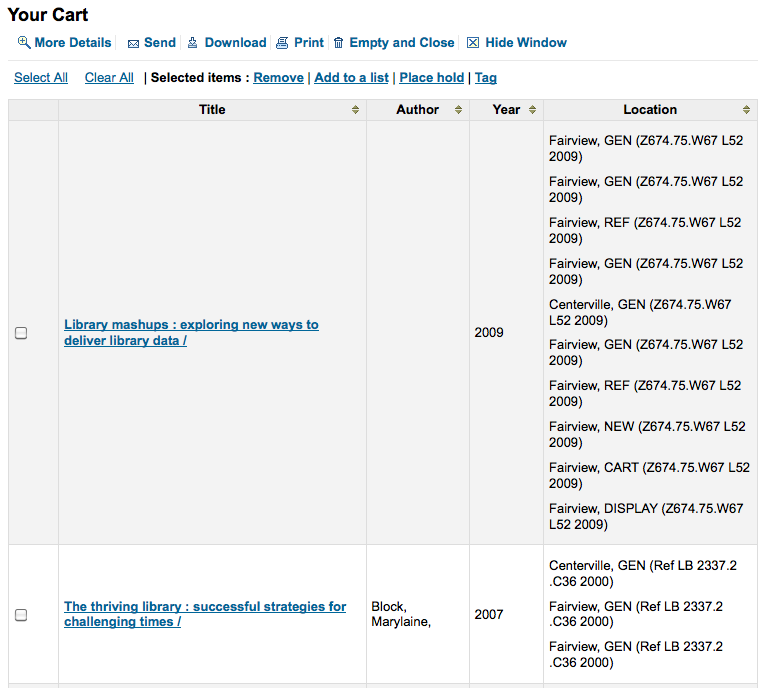 Your Cart
More Details Send Download Print Empty and Close Hide Window
Select All Clear All | Selected items : Remove | Add to a list | Place hold | Tag
Title Author Year Location
Library mashups : exploring new ways to
deliver library data /
2009
Fairview, GEN (Z674.75.W67 L52
2009)
Fairview, GEN (Z674.75.W67 L52
2009)
Fairview, REF (Z674.75.W67 L52
2009)
Fairview, GEN (Z674.75.W67 L52
2009)
Centerville, GEN (Z674.75.W67
L52 2009)
Fairview, GEN (Z674.75.W67 L52
2009)
Fairview, REF (Z674.75.W67 L52
2009)
Fairview, NEW (Z674.75.W67 L52
2009)
Fairview, CART (Z674.75.W67 L52
2009)
Fairview, DISPLAY (Z674.75.W67
L52 2009)
The thriving library : successful strategies for
challenging times /
Block,
Marylaine,
2007
Centerville, GEN (Ref LB 2337.2
.C36 2000)
Fairview, GEN (Ref LB 2337.2
.C36 2000)
Fairview, GEN (Ref LB 2337.2
.C36 2000)